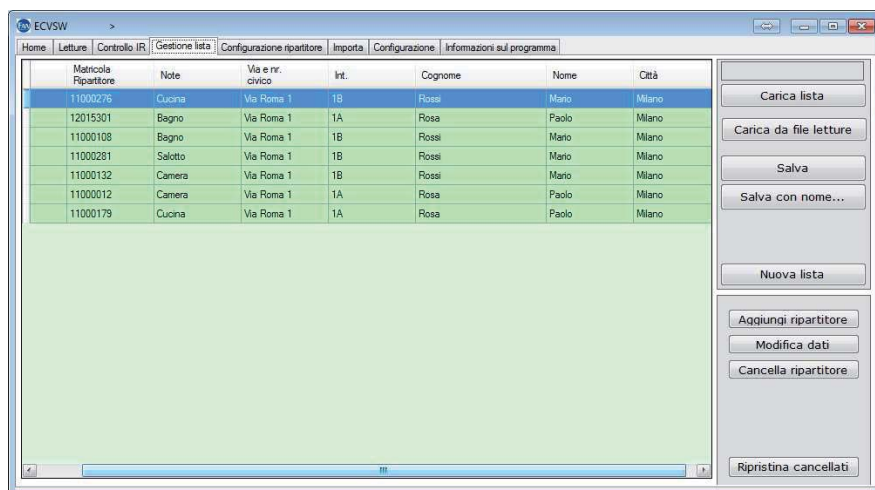 ECVSW >
Home Letture Controllo IR Gestione lista Configurazione ripartitore Importa Configurazione Informazioni sul programma
Matricola Ripartitore Note Via e nr. civico Int. Cognome Nome Città
11000276 Cucina Via Roma 1 1B Rossi Mario Milano
12015301 Bagno Via Roma 1 1A Rosa Paolo Milano
11000108 Bagno Via Roma 1 1B Rossi Mario Milano
11000281 Salotto Via Roma 1 1B Rossi Mario Milano
11000132 Camera Via Roma 1 1B Rossi Mario Milano
11000012 Camera Via Roma 1 1A Rosa Paolo Milano
11000179 Cucina Via Roma 1 1A Rosa Paolo Milano
Carica lista
Carica da file letture
Salva
Salva con nome...
Nuova lista
Aggiungi ripartitore
Modifica dati
Cancella ripartitore
Ripristina cancellati